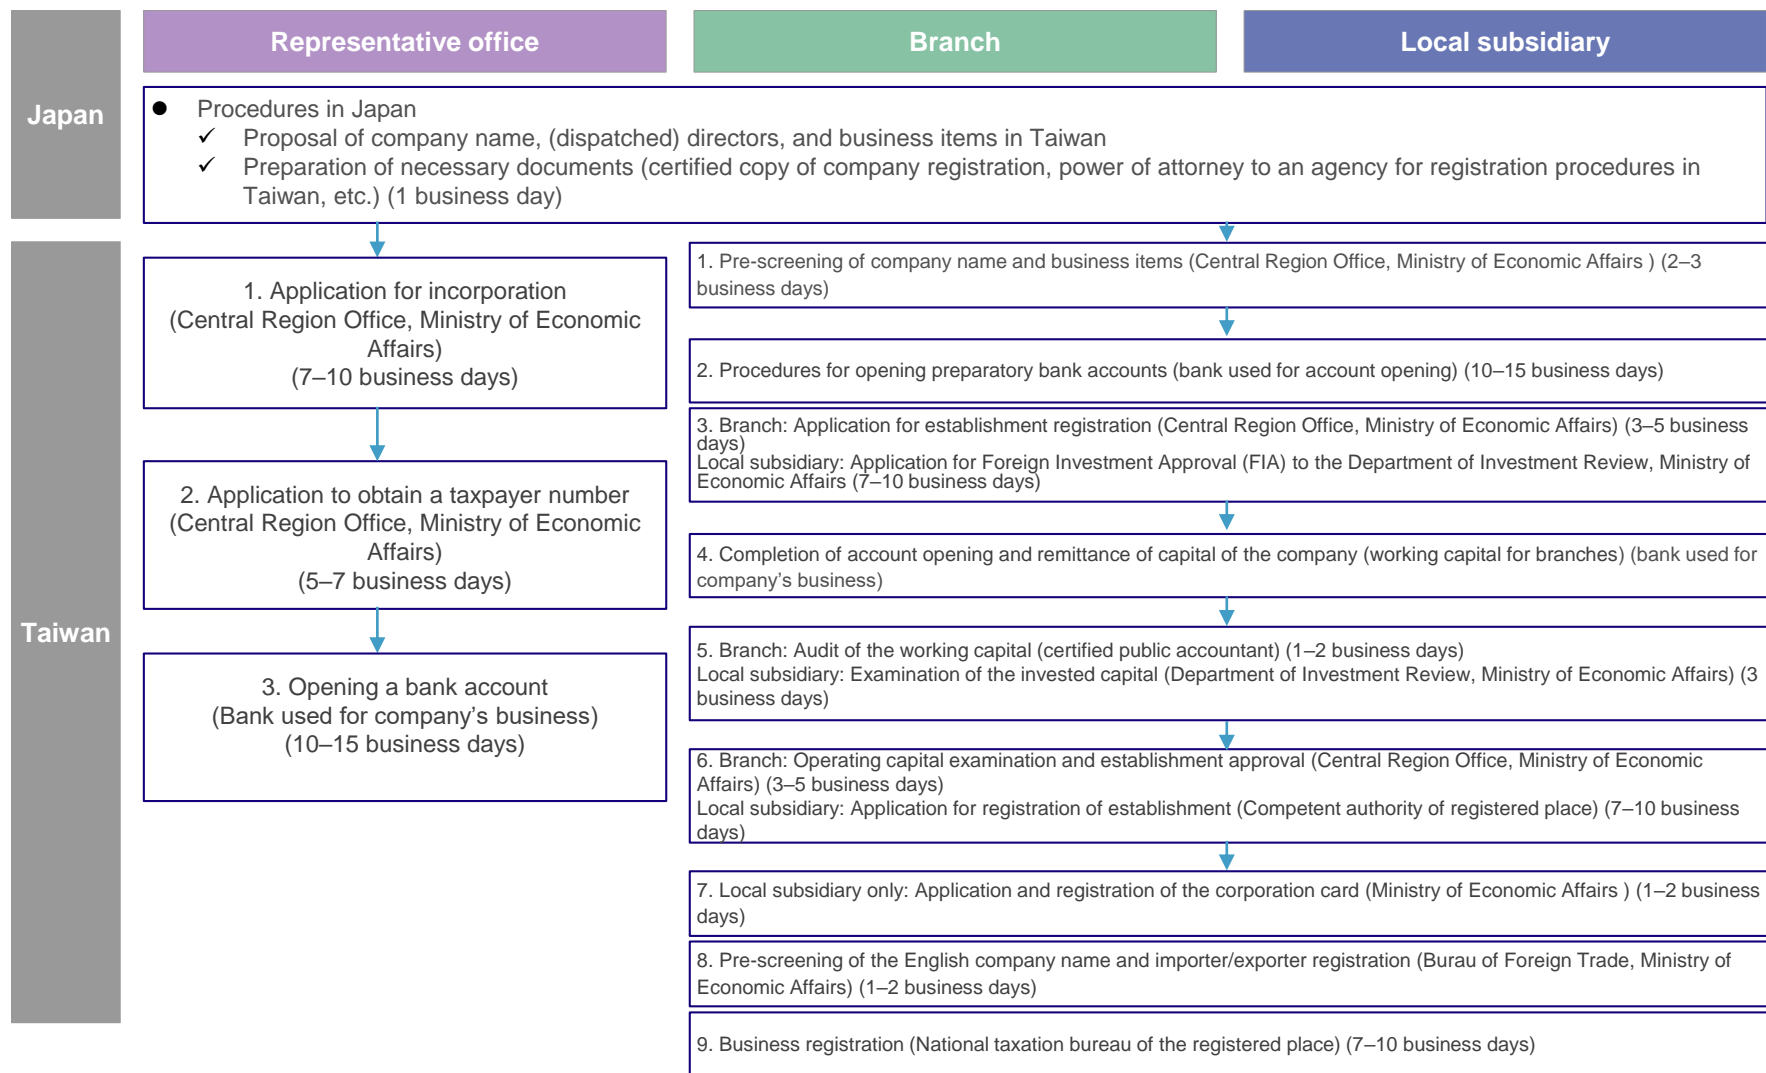 Representative office
Branch
Local subsidiary
Japan
● Procedures in Japan
✓ Proposal of company name, (dispatched) directors, and business items in Taiwan
✓ Preparation of necessary documents (certified copy of company registration, power of attorney to an agency for registration procedures in
Taiwan, etc.) (1 business day)
Taiwan
1. Application for incorporation
(Central Region Office, Ministry of Economic
Affairs)
(7–10 business days)
2. Application to obtain a taxpayer number
(Central Region Office, Ministry of Economic
Affairs)
(5–7 business days)
3. Opening a bank account
(Bank used for company’s business)
(10–15 business days)
1. Pre-screening of company name and business items (Central Region Office, Ministry of Economic Affairs ) (2–3
business days)
2. Procedures for opening preparatory bank accounts (bank used for account opening) (10–15 business days)
3. Branch: Application for establishment registration (Central Region Office, Ministry of Economic Affairs) (3–5 business
days)
Local subsidiary: Application for Foreign Investment Approval (FIA) to the Department of Investment Review, Ministry of
Economic Affairs (7–10 business days)
4. Completion of account opening and remittance of capital of the company (working capital for branches) (bank used for
company’s business)
5. Branch: Audit of the working capital (certified public accountant) (1–2 business days)
Local subsidiary: Examination of the invested capital (Department of Investment Review, Ministry of Economic Affairs) (3
business days)
6. Branch: Operating capital examination and establishment approval (Central Region Office, Ministry of Economic
Affairs) (3–5 business days)
Local subsidiary: Application for registration of establishment (Competent authority of registered place) (7–10 business
days)
7. Local subsidiary only: Application and registration of the corporation card (Ministry of Economic Affairs ) (1–2 business
days)
8. Pre-screening of the English company name and importer/exporter registration (Burau of Foreign Trade, Ministry of
Economic Affairs) (1–2 business days)
9. Business registration (National taxation bureau of the registered place) (7–10 business days)